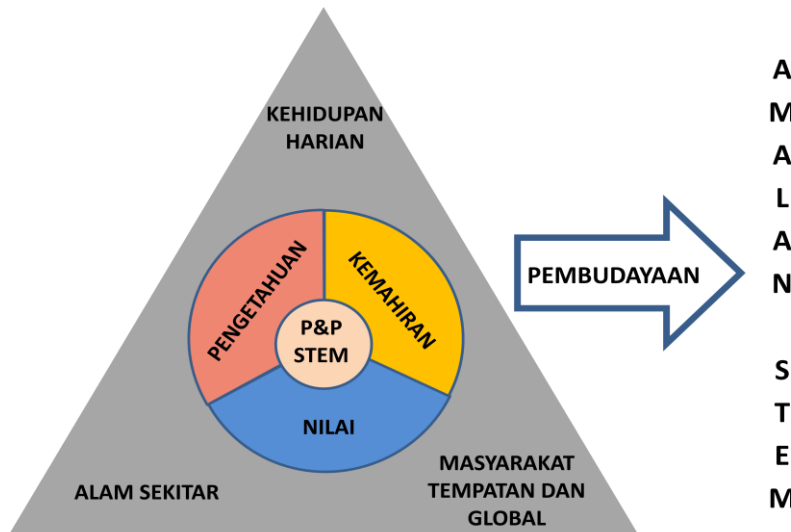 KEHIDUPAN
HARIAN
PENGETAHUAN
KEMAHIRAN
P&P
STEM
NILAI
ALAM SEKITAR
MASYARAKAT
TEMPATAN DAN
GLOBAL
PEMBUDAYAAN
A
M
A
L
A
N
S
T
E
M